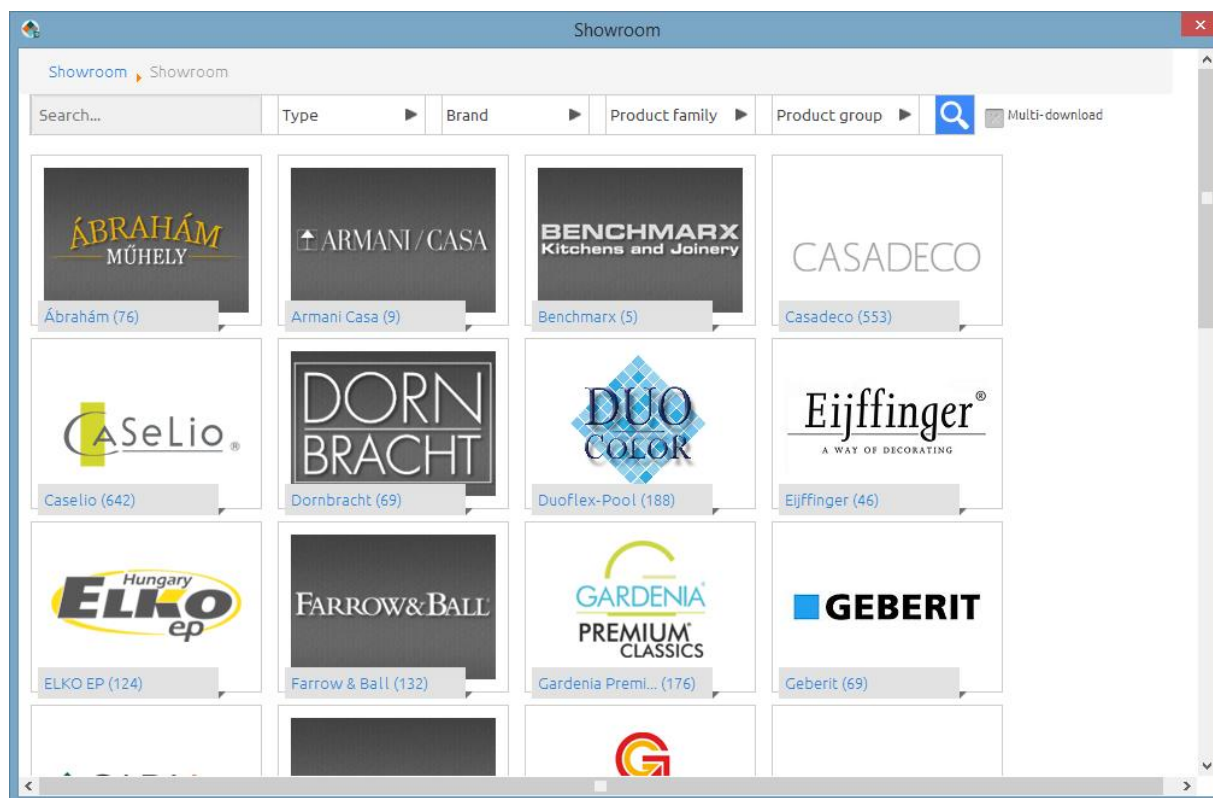 Showroom
Showroom Showroom
Search... Type Brand Product family Product group Multi-download
ÁBRAHÁM
MŰHELY
Ábrahám (76)
ARMANI / CASA
Armani Casa (9)
BENCHMARX
Kitchens and Joinery
Benchmarx (5)
CASADECO
Casadeco (553)
CASeLio ®
Caselio (642)
DORN
BRACHT
Dornbracht (69)
DUO
COLOR
Duoflex-Pool (188)
Eijffinger®
A WAY OF DECORATING
Eijffinger (46)
Hungary
ELKO
ep
ELKO EP (124)
FARROW&BALL
Farrow & Ball (132)
GARDENIA
PREMIUM
CLASSICS
Gardenia Premi... (176)
GEBERIT
Geberit (69)